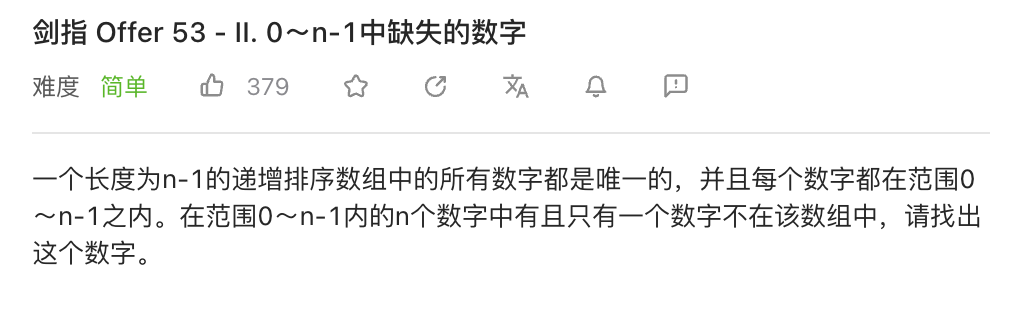 剑指 Offer 53 - II. 0～n-1中缺失的数字
难度 简单 379
一个长度为n-1的递增排序数组中的所有数字都是唯一的，并且每个数字都在范围0
～n-1之内。在范围0～n-1内的n个数字中有且只有一个数字不在该数组中，请找出
这个数字。